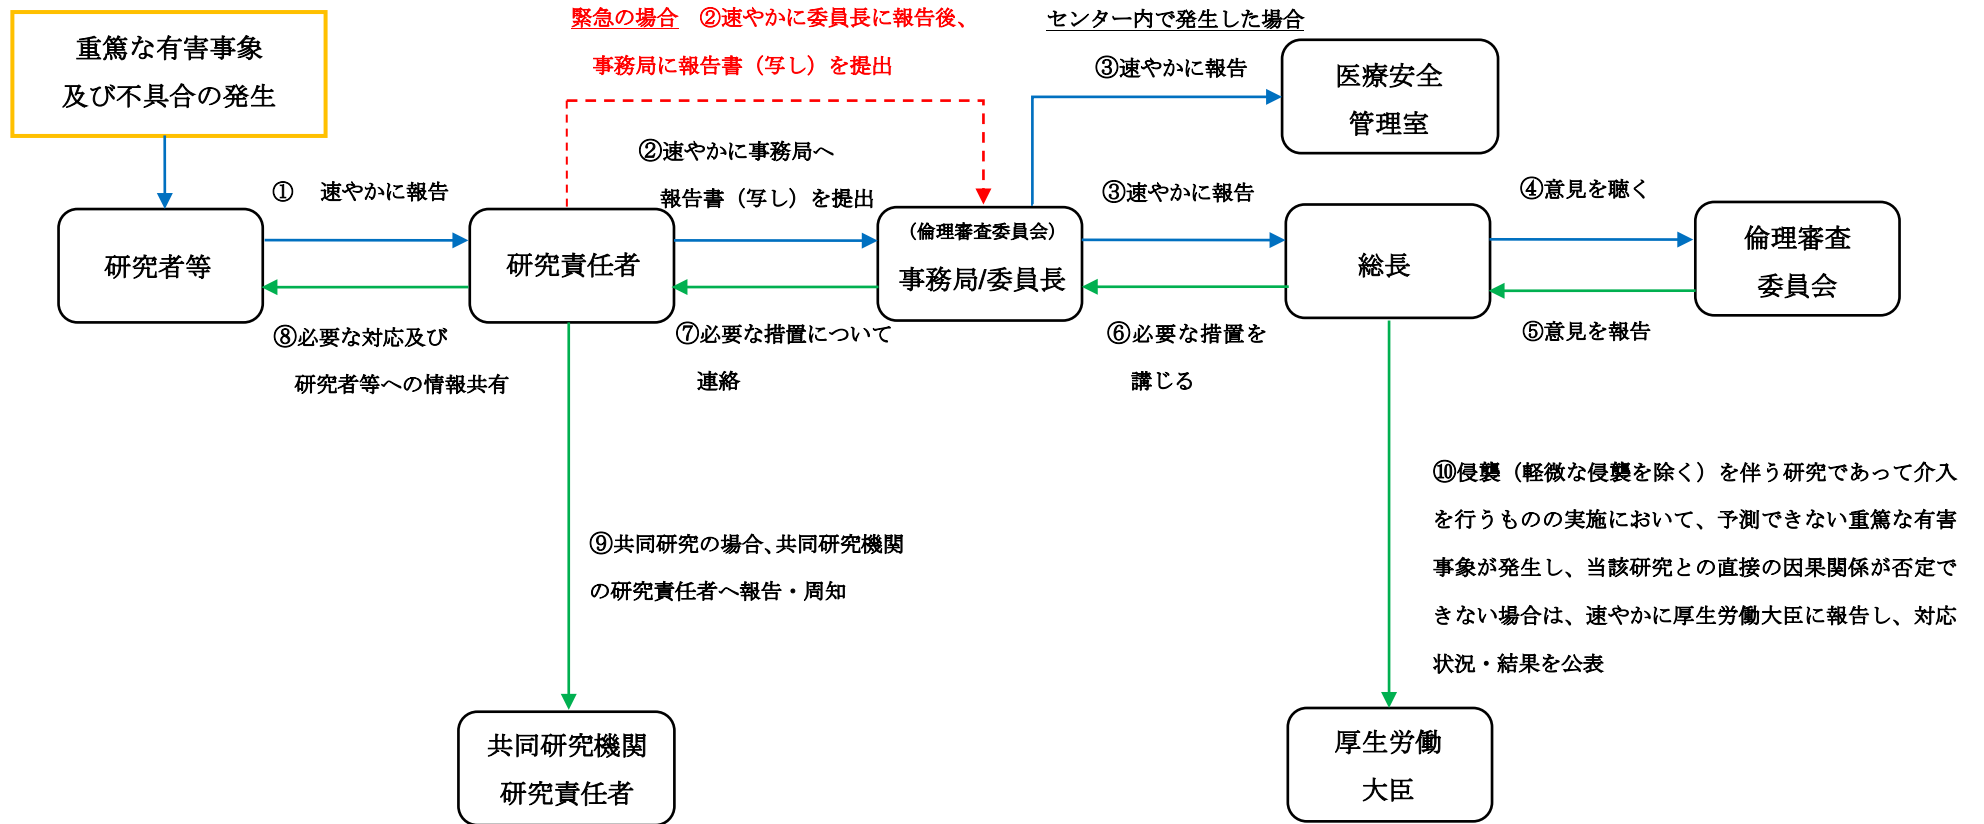 重篤な有害事象
及び不具合の発生
緊急の場合 ②速やかに委員長に報告後、
事務局に報告書（写し）を提出
センター内で発生した場合
③速やかに報告
医療安全
管理室
②速やかに事務局へ
報告書（写し）を提出
① 速やかに報告
③速やかに報告
④意見を聴く
研究者等
研究責任者
（倫理審査委員会）
事務局/委員長
総長
倫理審査
委員会
⑧必要な対応及び
研究者等への情報共有
⑦必要な措置について
連絡
⑥必要な措置を
講じる
⑤意見を報告
⑨共同研究の場合、共同研究機関
の研究責任者へ報告・周知
⑩侵襲（軽微な侵襲を除く）を伴う研究であって介入
を行うものの実施において、予測できない重篤な有害
事象が発生し、当該研究との直接の因果関係が否定で
きない場合は、速やかに厚生労働大臣に報告し、対応
状況・結果を公表
共同研究機関
研究責任者
厚生労働
大臣